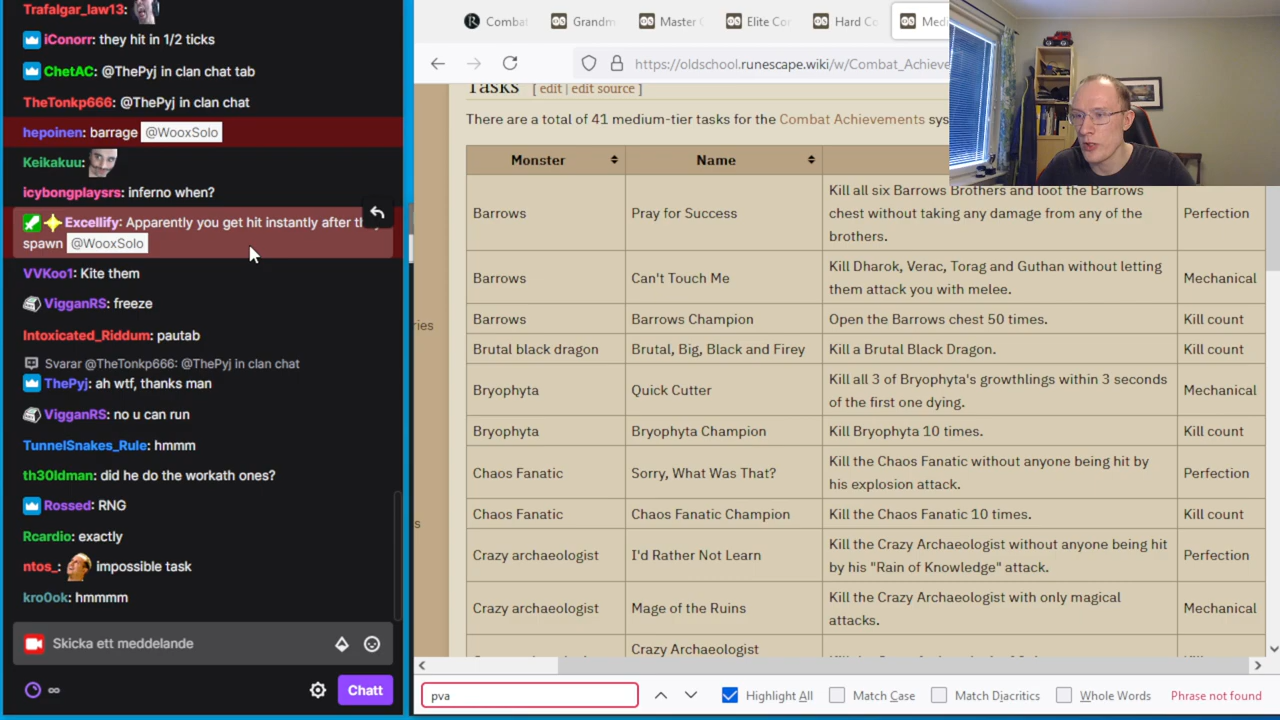 Trafalgar_law13:
iConorr: they hit in 1/2 ticks
ChetAC: @ThePyj in clan chat tab
TheTonkp666: @ThePyj in clan chat
hepoinen: barrage @WooxSolo
Keikakuu:
icybongplaysrs: inferno when?
Excellify: Apparently you get hit instantly after
spawn @WooxSolo
VVKoo1: Kite them
VigganRS: freeze
Intoxicated_Riddum: pautab
Svarar @TheTonkp666: @ThePyj in clan chat
ThePyj: ah wtf, thanks man
VigganRS: no u can run
TunnelSnakes_Rule: hmmm
th30ldman: did he do the workath ones?
Rossed: RNG
Rcardio: exactly
ntos_: impossible task
kro0ok: hmmmm
Skicka ett meddelande
∞
Chatt
Combat
Grandm
Master
Elite Co
Hard Co
Med
https://oldschool.runescape.wiki/w/Combat_Achieve
Tasks [ edit | edit source ]
There are a total of 41 medium-tier tasks for the Combat Achievements sys
Monster Name
Barrows Pray for Success Kill all six Barrows Brothers and loot the Barrows
chest without taking any damage from any of the
brothers. Perfection
Barrows Can't Touch Me Kill Dharok, Verac, Torag and Guthan without letting
them attack you with melee. Mechanical
Barrows Barrows Champion Open the Barrows chest 50 times. Kill count
Brutal black dragon Brutal, Big, Black and Firey Kill a Brutal Black Dragon. Kill count
Bryophyta Quick Cutter Kill all 3 of Bryophyta's growthlings within 3 seconds
of the first one dying. Mechanical
Bryophyta Bryophyta Champion Kill Bryophyta 10 times. Kill count
Chaos Fanatic Sorry, What Was That? Kill the Chaos Fanatic without anyone being hit by
his explosion attack. Perfection
Chaos Fanatic Chaos Fanatic Champion Kill the Chaos Fanatic 10 times. Kill count
Crazy archaeologist I'd Rather Not Learn Kill the Crazy Archaeologist without anyone being hit
by his "Rain of Knowledge" attack. Perfection
Crazy archaeologist Mage of the Ruins Kill the Crazy Archaeologist with only magical
attacks. Mechanical
Crazy Archaeologist
ries
s
pva
Highlight All Match Case Match Diacritics Whole Words Phrase not found